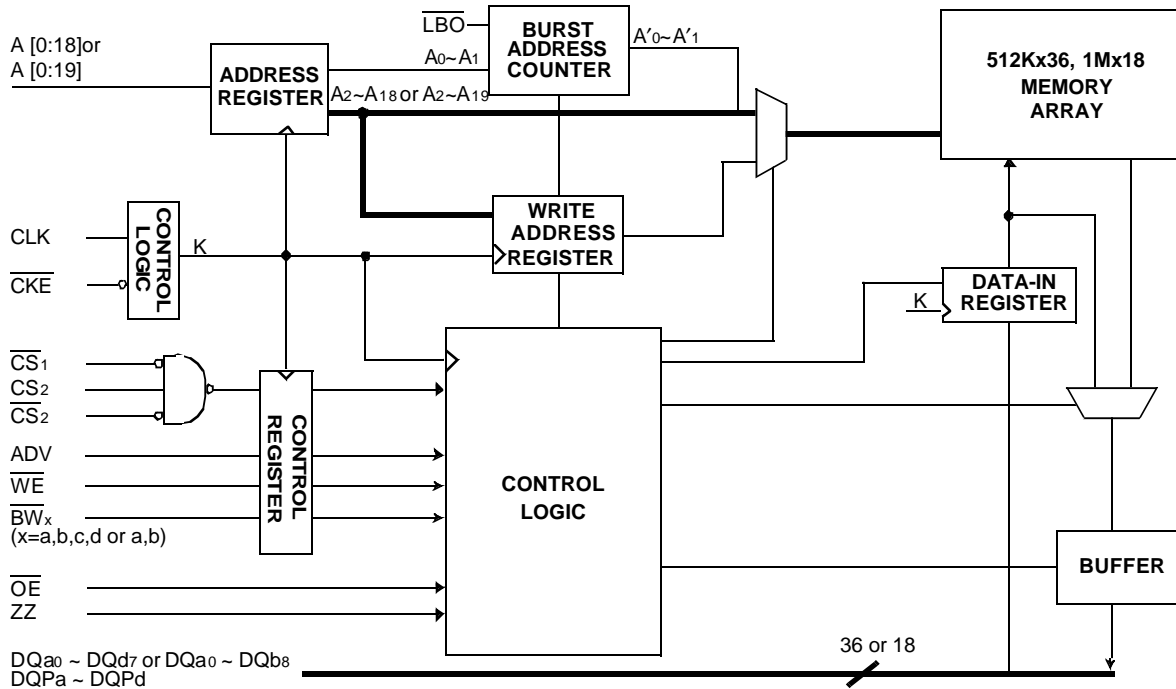 LBO
BURST
ADDRESS
COUNTER
A′0~A′1
A [0:18]or
A [0:19]
ADDRESS
REGISTER
A0~A1
A2~A18 or A2~A19
512Kx36, 1Mx18
MEMORY
ARRAY
WRITE
ADDRESS
REGISTER
CLK
CKE
CONTROL
LOGIC
K
DATA-IN
REGISTER
K
CS1
CS2
CS2
ADV
WE
BWx
(x=a,b,c,d or a,b)
CONTROL
REGISTER
CONTROL
LOGIC
BUFFER
OE
ZZ
36 or 18
DQa0 ~ DQd7 or DQa0 ~ DQb8
DQPa ~ DQPd